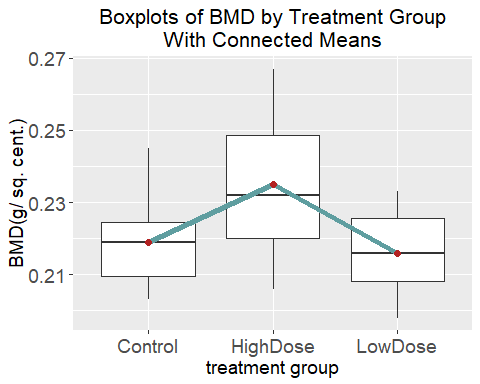 Boxplots of BMD by Treatment Group
With Connected Means
BMD(g/ sq. cent.)
0.27
0.25
0.23
0.21
Control HighDose LowDose
treatment group